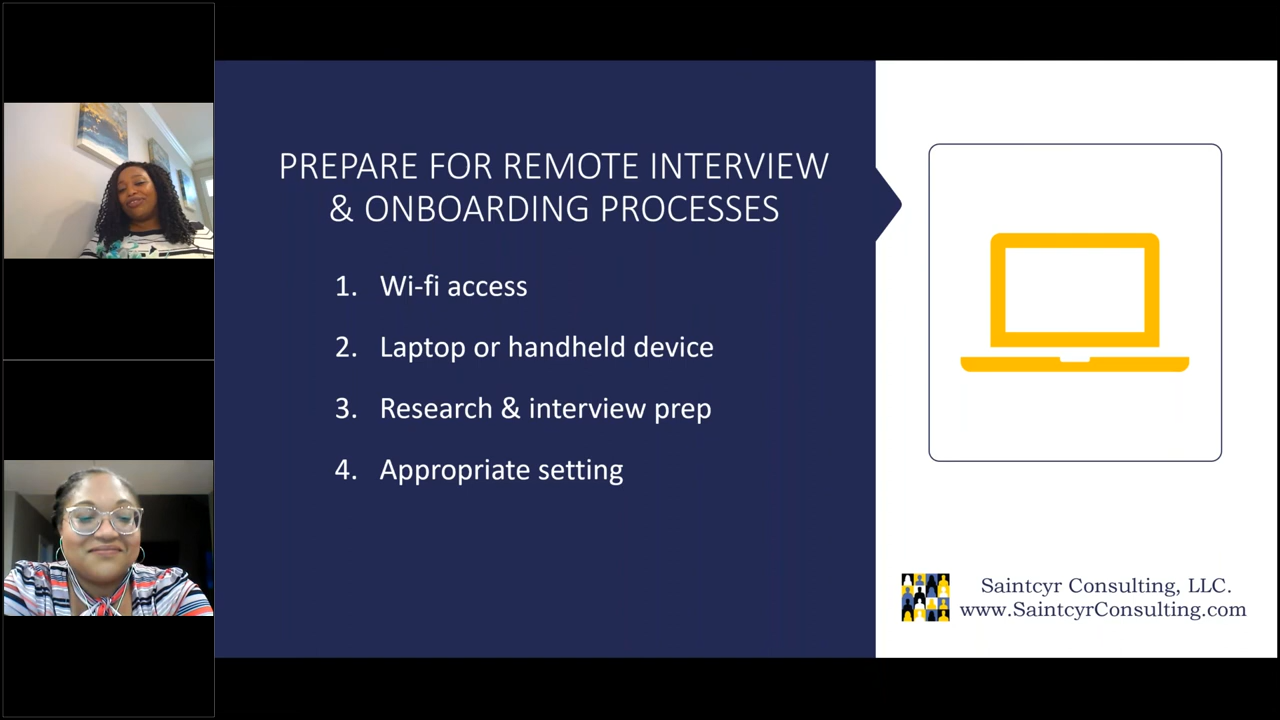 PREPARE FOR REMOTE INTERVIEW
& ONBOARDING PROCESSES
1. Wi-fi access
2. Laptop or handheld device
3. Research & interview prep
4. Appropriate setting
Saintcyr Consulting, LLC.
www.SaintcyrConsulting.com